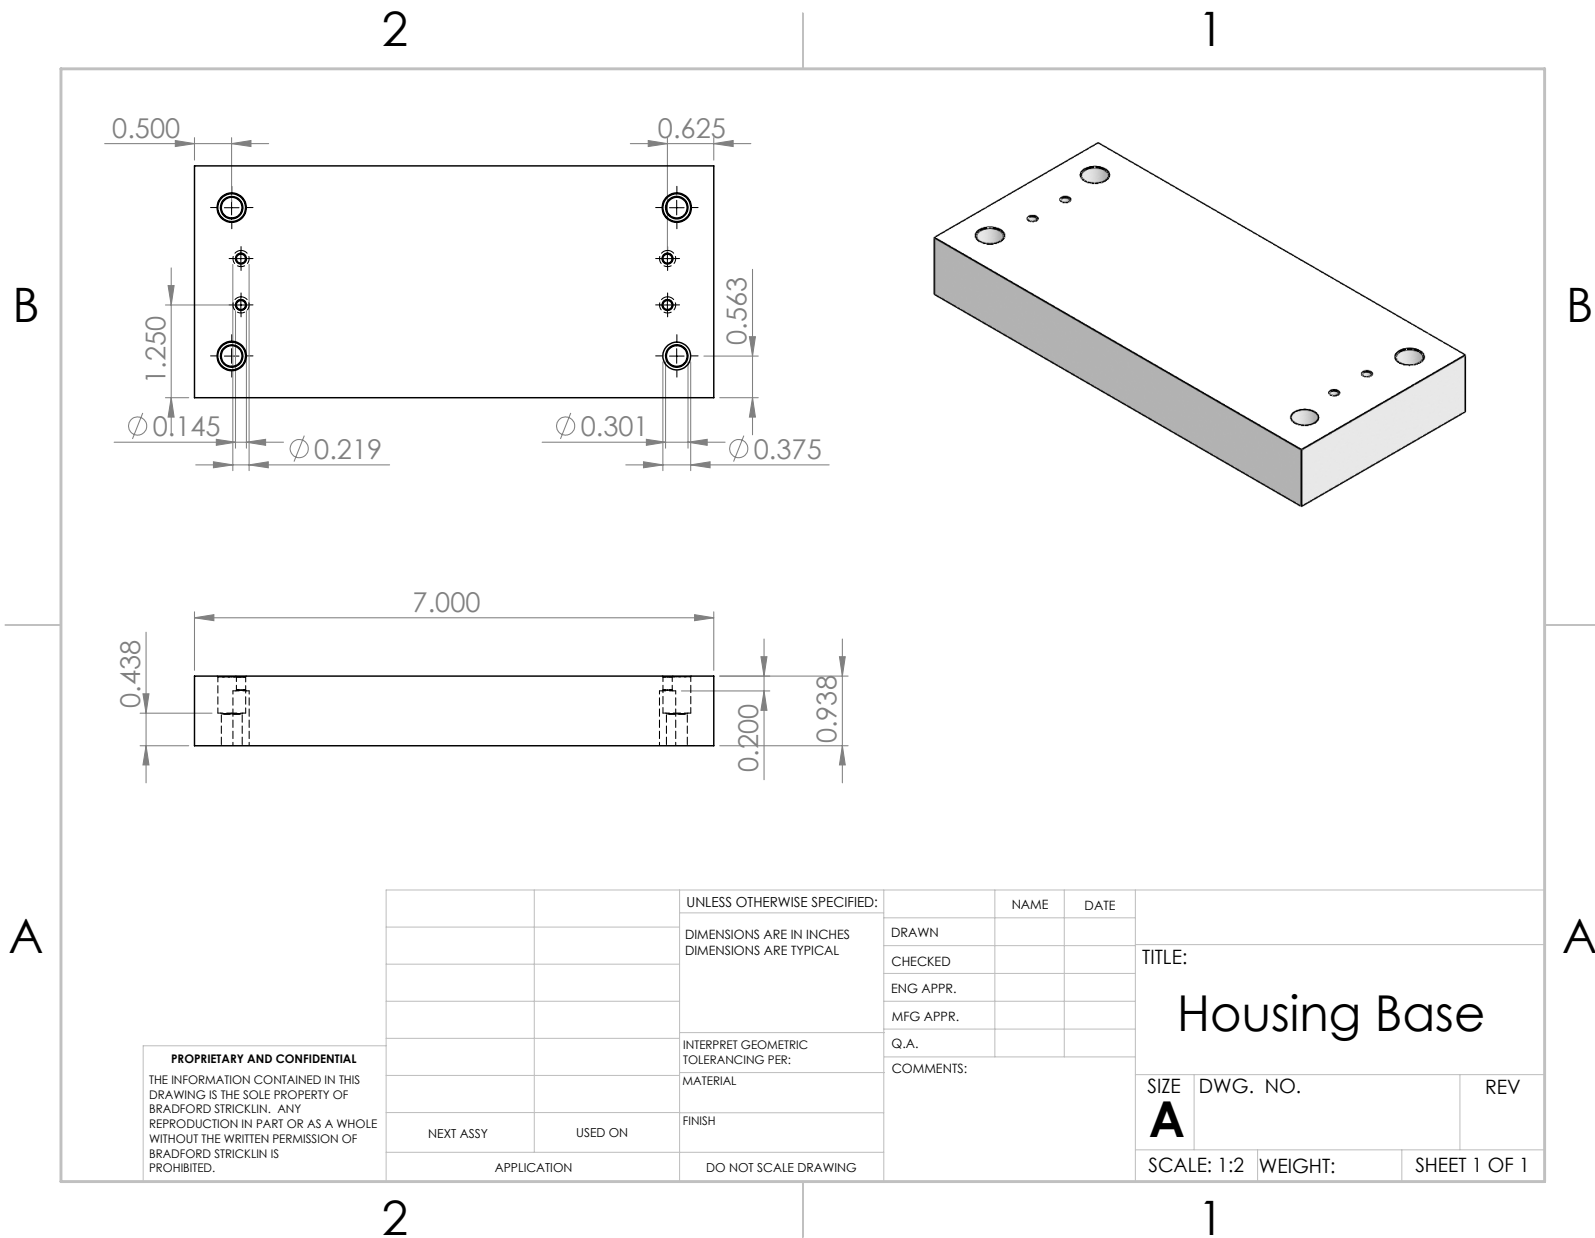 2
1
0.500
0.625
B
B
1.250
0.563
∅0.145
∅0.219
∅0.301
∅0.375
7.000
0.438
0.200
0.938
A
A
UNLESS OTHERWISE SPECIFIED:
DIMENSIONS ARE IN INCHES
DIMENSIONS ARE TYPICAL
INTERPRET GEOMETRIC
TOLERANCING PER:
MATERIAL
FINISH
DO NOT SCALE DRAWING
NAME
DATE
DRAWN
CHECKED
ENG APPR.
MFG APPR.
Q.A.
COMMENTS:
TITLE:
Housing Base
SIZE
A
DWG. NO.
REV
SCALE: 1:2
WEIGHT:
SHEET 1 OF 1
PROPRIETARY AND CONFIDENTIAL
THE INFORMATION CONTAINED IN THIS
DRAWING IS THE SOLE PROPERTY OF
BRADFORD STRICKLIN. ANY
REPRODUCTION IN PART OR AS A WHOLE
WITHOUT THE WRITTEN PERMISSION OF
BRADFORD STRICKLIN IS
PROHIBITED.
NEXT ASSY
USED ON
APPLICATION
2
1